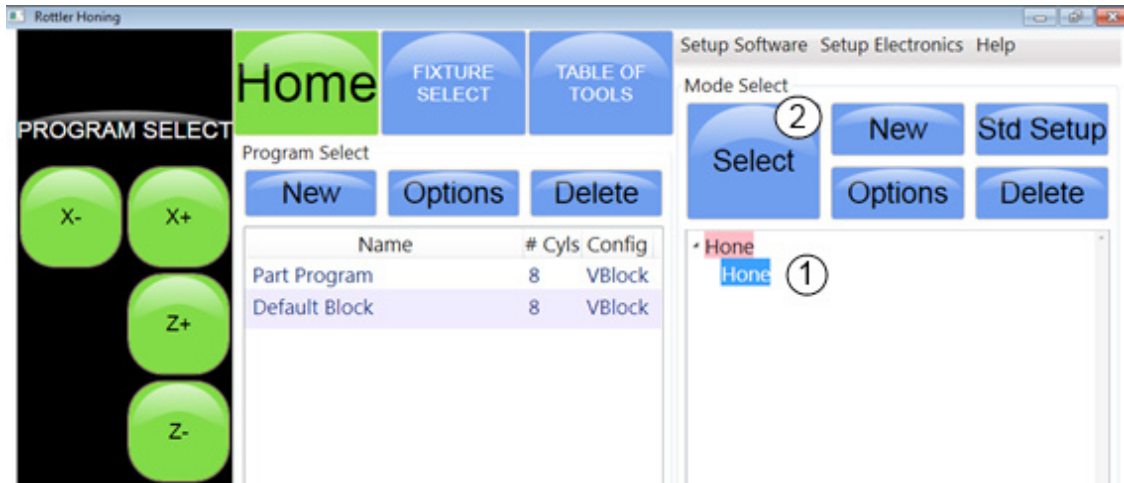 Rottler Honing
PROGRAM SELECT
X-
X+
Z+
Z-
Home
FIXTURE
SELECT
TABLE OF
TOOLS
Program Select
New
Options
Delete
Name # Cyls Config
Part Program 8 VBlock
Default Block 8 VBlock
Setup Software Setup Electronics Help
Mode Select
Select
2
New
Std Setup
Options
Delete
Hone
Hone 1